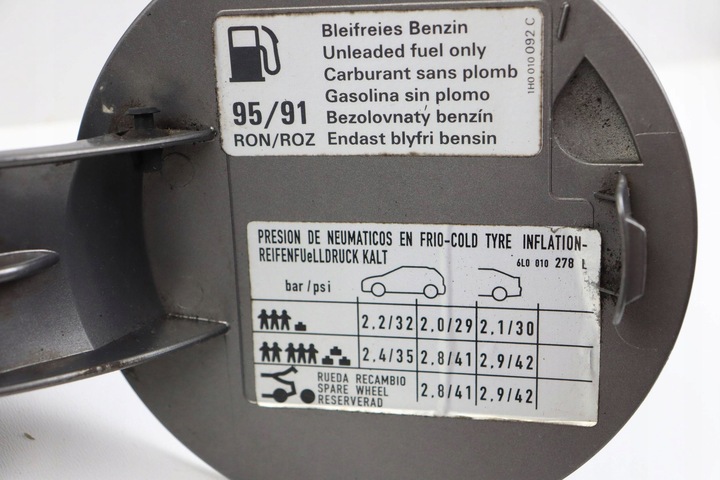 Bleifreies Benzin
Unleaded fuel only
Carburant sans plomb
Gasolina sin plomo
Bezolovnatý benzín
Endast blyfri bensin
95/91
RON/ROZ
1H0 010 092 C
PRESION DE NEUMATICOS EN FRIO-COLD TYRE INFLATION-
REIFENFUeLLDRUCK KALT
6L0 010 278 L
bar/psi
2.2/32 2.0/29 2.1/30
2.4/35 2.8/41 2.9/42
RUEDA RECAMBIO
SPARE WHEEL
RESERVERAD
2.8/41 2.9/42